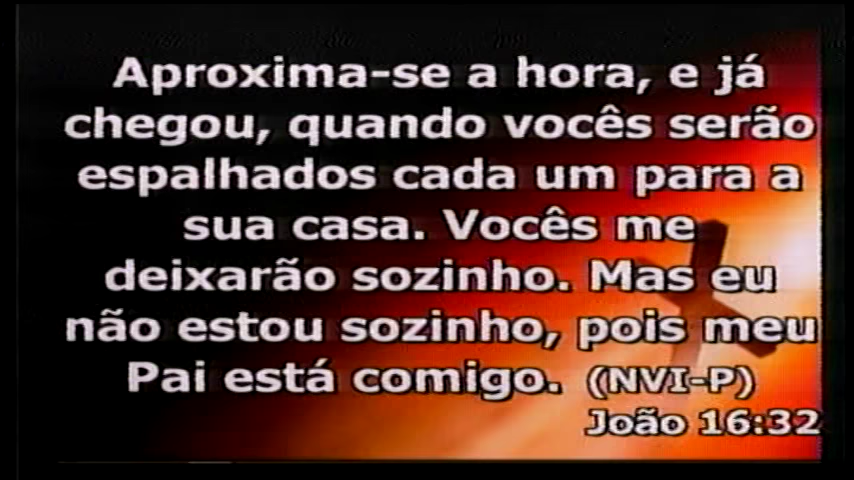 Aproxima-se a hora, e já
chegou, quando vocês serão
espalhados cada um para a
sua casa. Vocês me
deixarão sozinho. Mas eu
não estou sozinho, pois meu
Pai está comigo. (NVI-P)
João 16:32